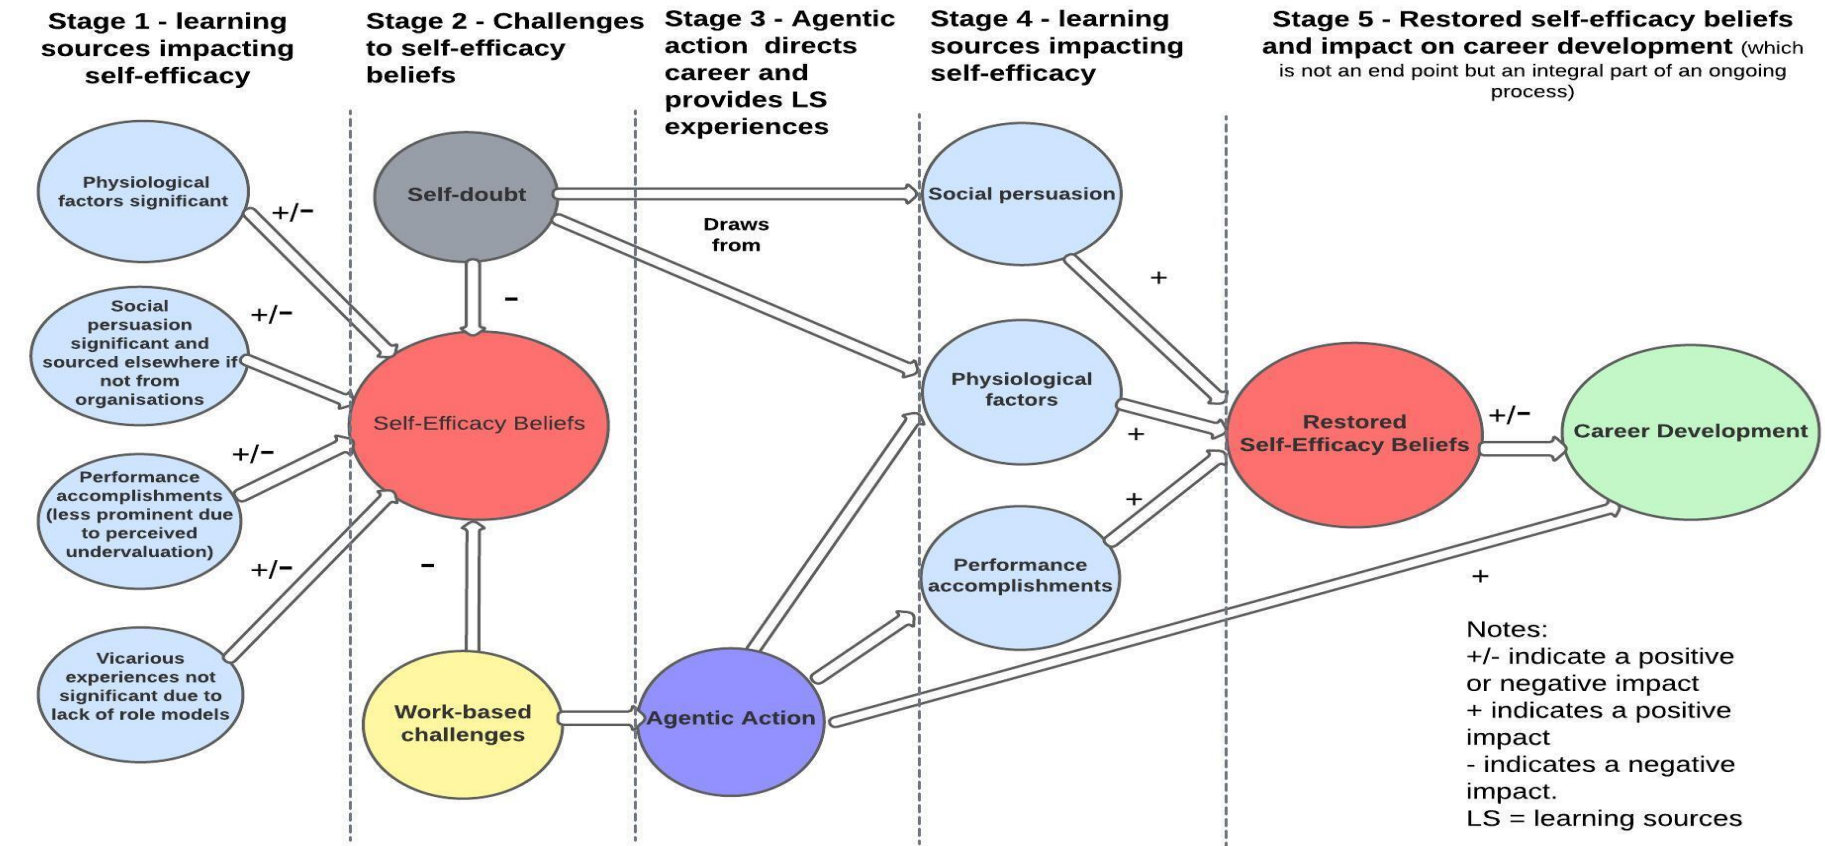 Stage 1 - learning
sources impacting
self-efficacy
Stage 2 - Challenges
to self-efficacy
beliefs
Stage 3 - Agentic
action  directs
career and
provides LS
experiences
Stage 4 - learning
sources impacting
self-efficacy
Stage 5 - Restored self-efficacy beliefs
and impact on career development (which
is not an end point but an integral part of an ongoing
process)
Physiological
factors significant
+/-
Social
persuasion
significant and
sourced elsewhere if
not from
organisations
+/-
Performance
accomplishments
(less prominent due
to perceived
undervaluation)
+/-
Vicarious
experiences not
significant due to
lack of role models
+/-
Self-doubt
-
Self-Efficacy Beliefs
-
Work-based
challenges
Draws
from
Agentic Action
Social persuasion
+
Physiological
factors
+
Performance
accomplishments
+
Restored
Self-Efficacy Beliefs
+/-
Career Development
+
Notes:
+/- indicate a positive
or negative impact
+ indicates a positive
impact
- indicates a negative
impact.
LS = learning sources